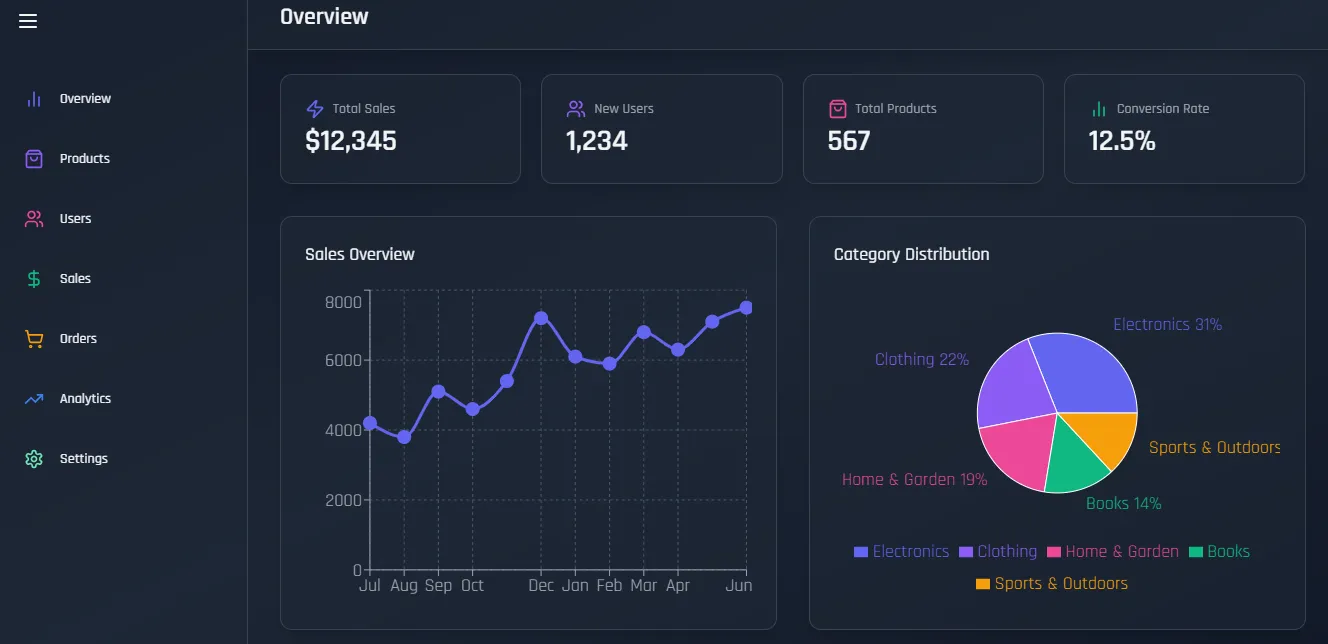 Overview
Overview
Products
Users
Sales
Orders
Analytics
Settings
Total Sales
$12,345
New Users
1,234
Total Products
567
Conversion Rate
12.5%
Sales Overview
8000
6000
4000
2000
0
Jul Aug Sep Oct Dec Jan Feb Mar Apr Jun
Category Distribution
Electronics 31%
Clothing 22%
Sports & Outdoors
Home & Garden 19%
Books 14%
Electronics Clothing Home & Garden Books
Sports & Outdoors